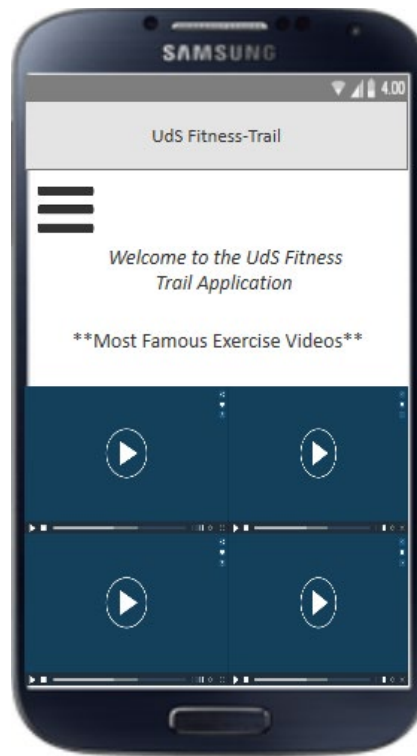 SAMSUNG
4.00
UdS Fitness-Trail
Welcome to the UdS Fitness
Trail Application
**Most Famous Exercise Videos**